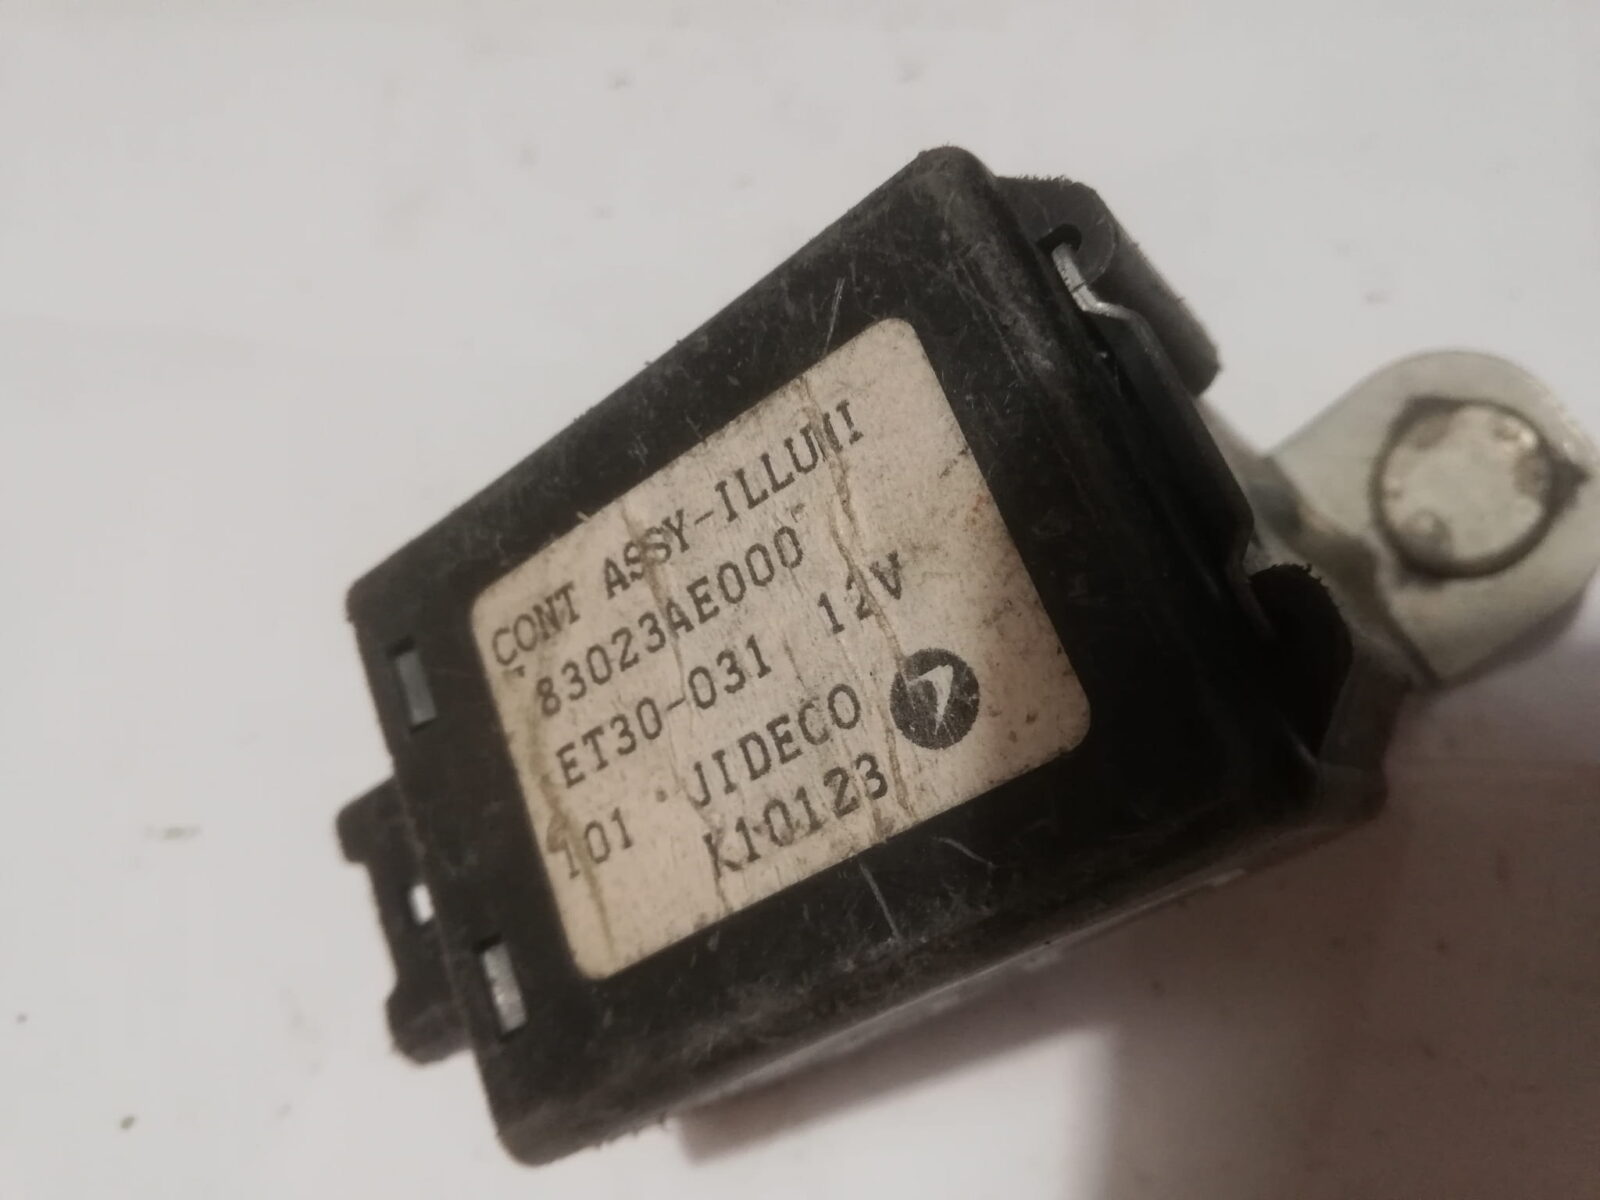 CONT ASSY-ILLUMI
83023AE000
ET30-031 12V
101 JIDECO
K10123